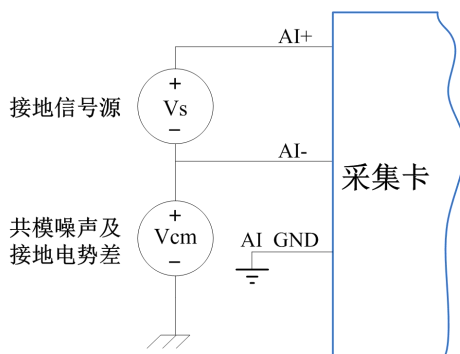 AI+
+
接地信号源
Vs
−
AI-
采集卡
共模噪声及
接地电势差
+
Vcm
−
AI GND